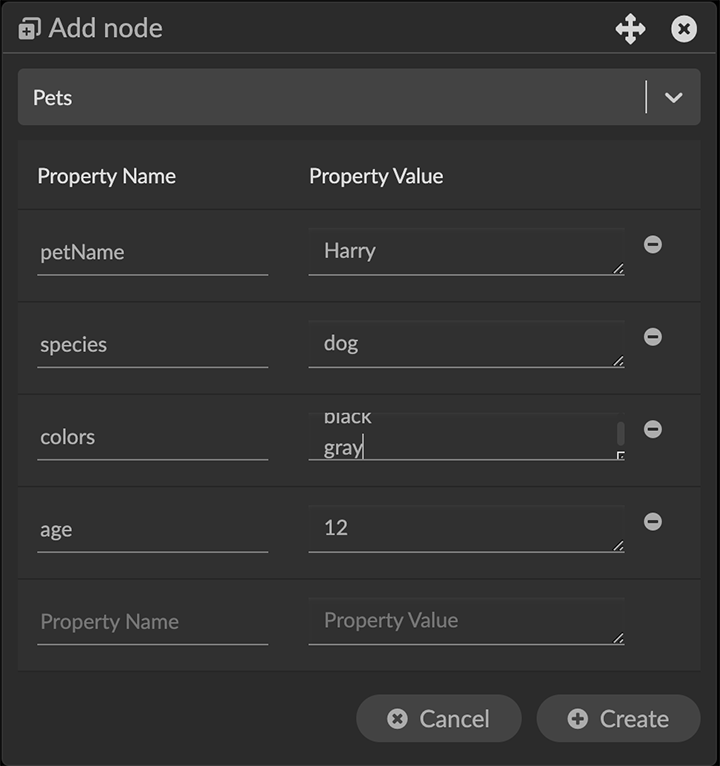 Add node
Pets
Property Name Property Value
petName Harry
species dog
black
colors
gray
age 12
Property Name Property Value
Cancel Create